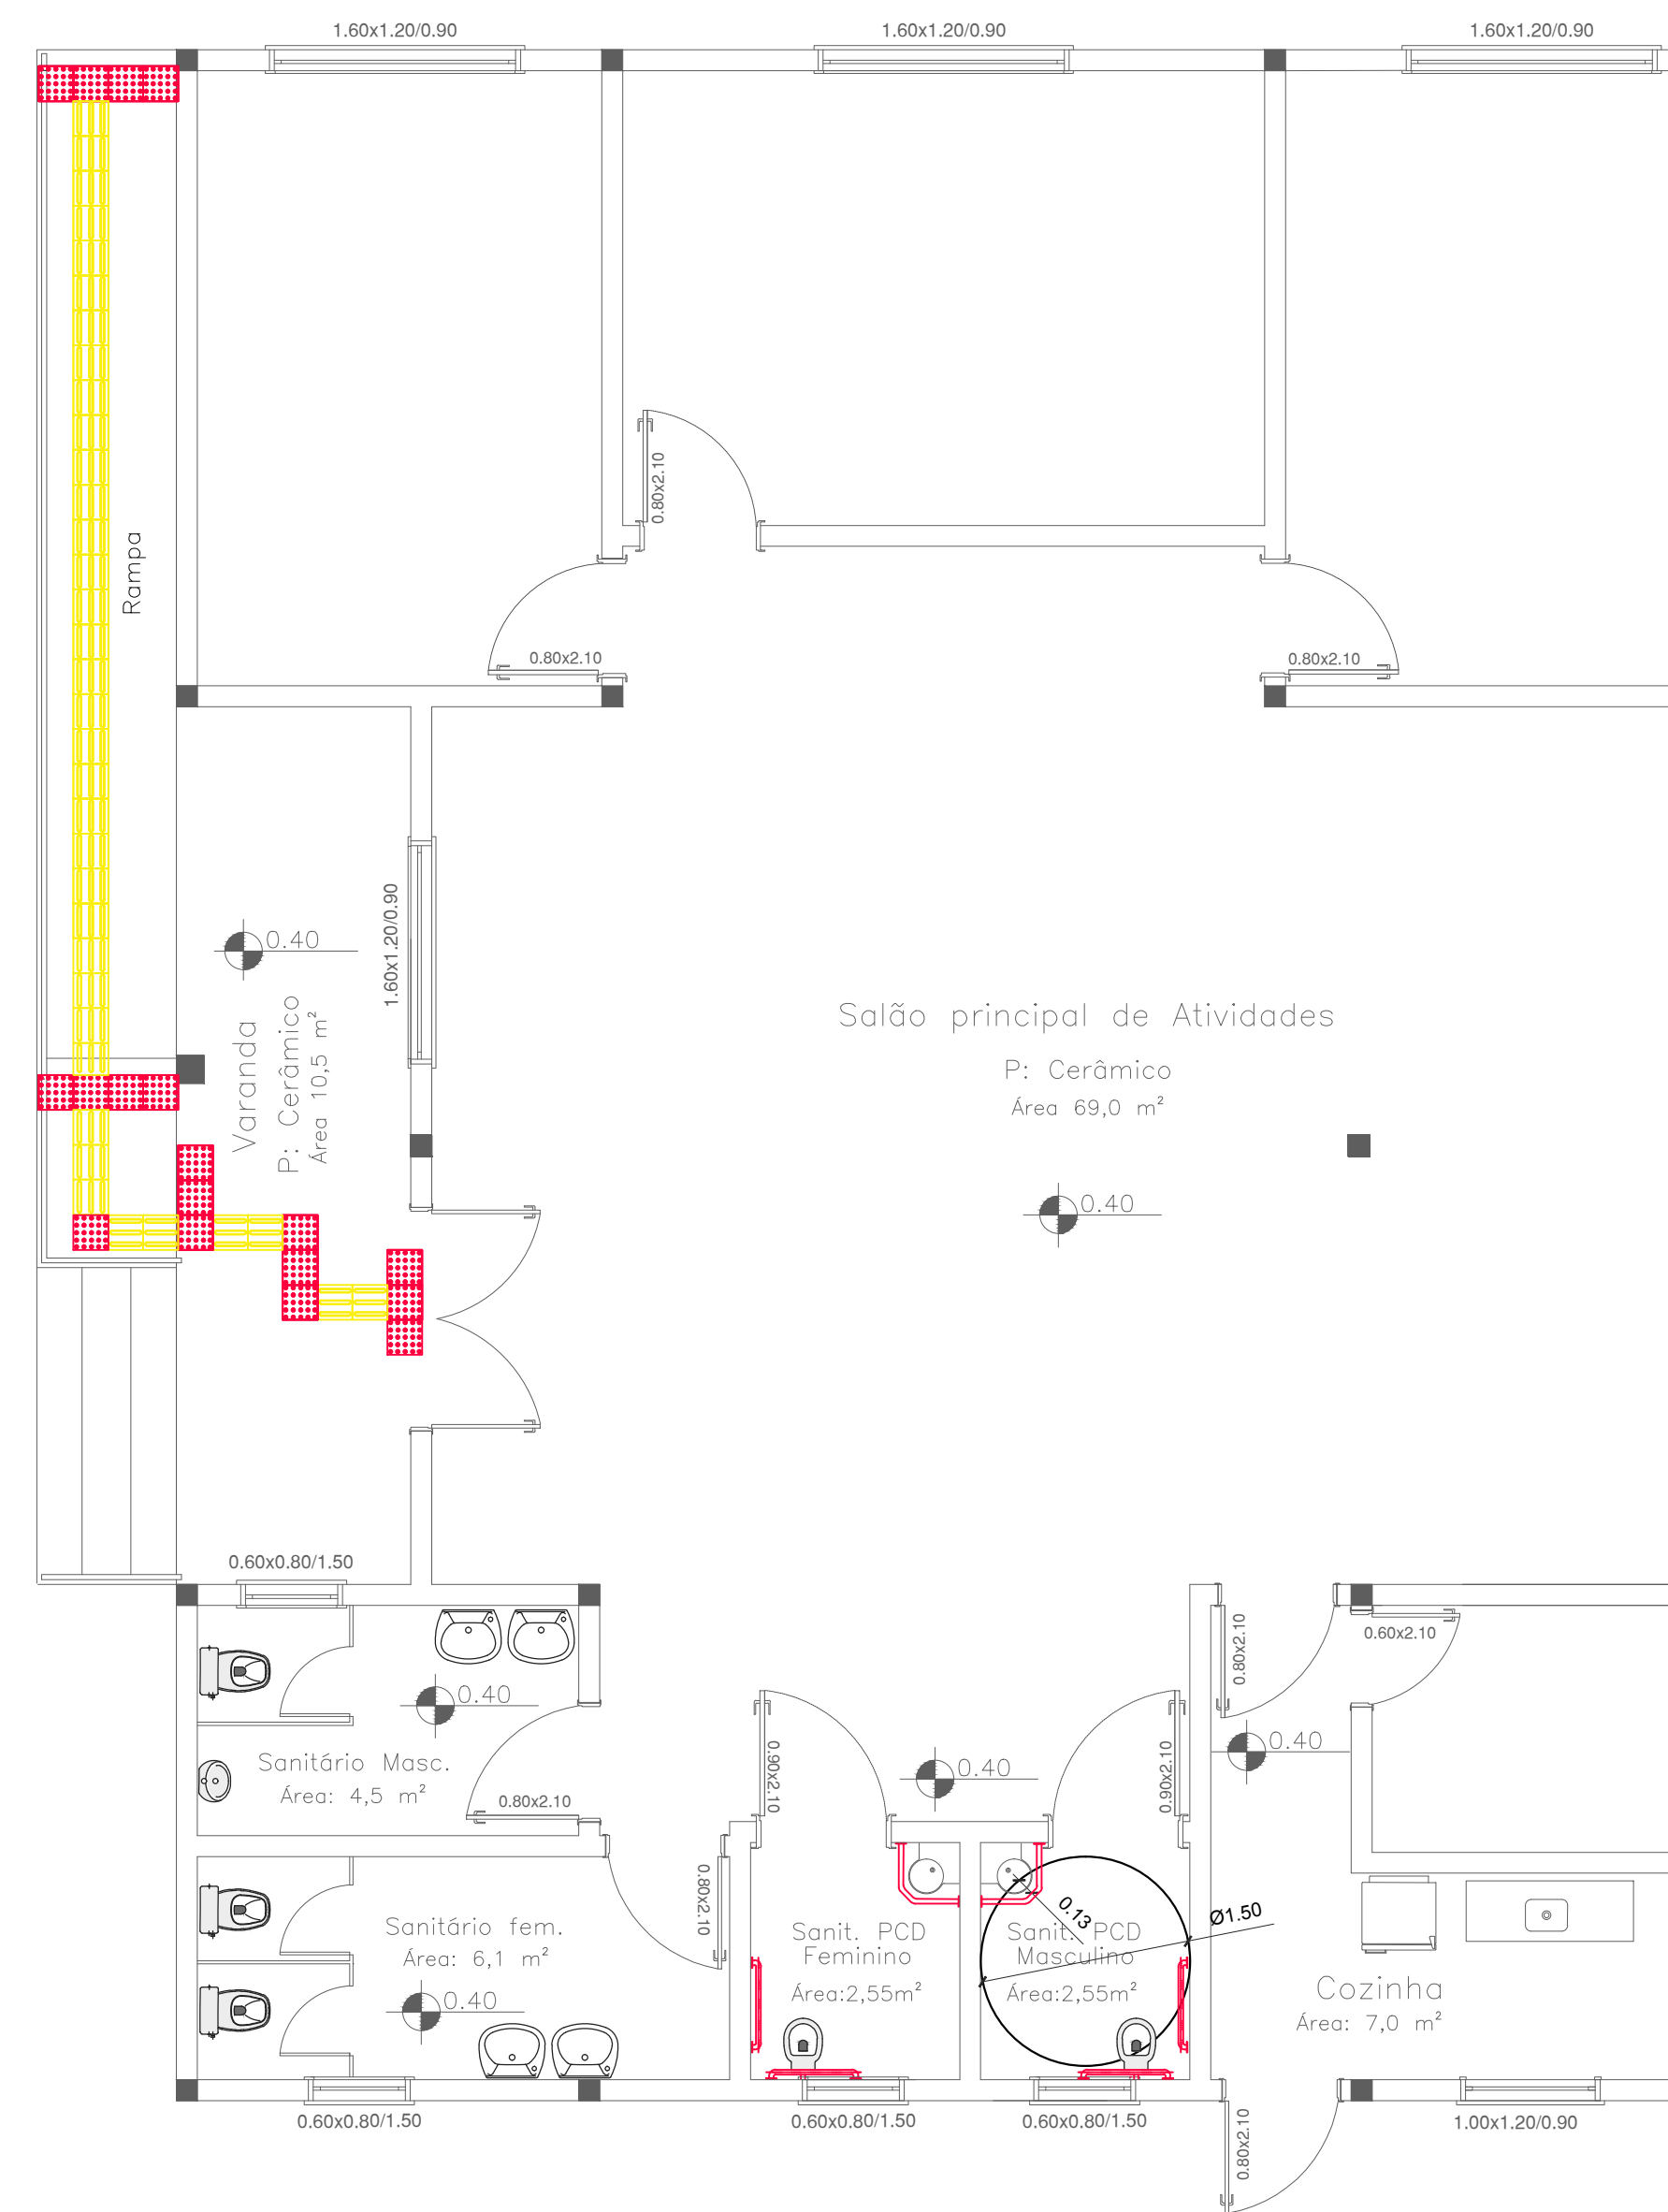 1.60x1.20/0.90
1.60x1.20/0.90
1.60x1.20/0.90
0.80x2.10
Rampa
0.80x2.10
0.80x2.10
1.60x1.20/0.90
0.40
Varanda
P: Cerâmico
Área 10,5 m²
Salão principal de Atividades
P: Cerâmico
Área 69,0 m²
0.40
0.60x0.80/1.50
0.80x2.10
0.60x2.10
0.40
Sanitário Masc.
Área: 4,5 m²
0.80x2.10
0.90x2.10
0.40
0.90x2.10
0.40
0.80x2.10
Sanitário fem.
Área: 6,1 m²
0.40
Sanit. PCD
Feminino
Área:2,55m²
0.13
Ø1.50
Sanit. PCD
Masculino
Área:2,55m²
Cozinha
Área: 7,0 m²
0.60x0.80/1.50
0.60x0.80/1.50
0.60x0.80/1.50
0.80x2.10
1.00x1.20/0.90